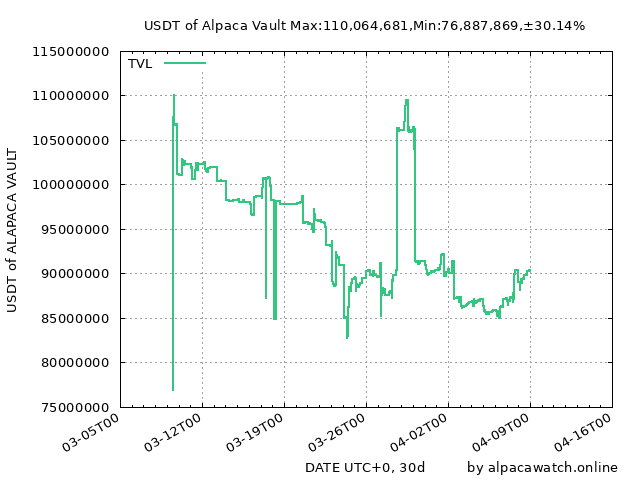 USDT of Alpaca Vault Max:110,064,681,Min:76,887,869,±30.14%
TVL
115000000
110000000
105000000
100000000
95000000
90000000
85000000
80000000
75000000
USDT of ALAPACA VAULT
03-05T00
03-12T00
03-19T00
03-26T00
04-02T00
04-09T00
04-16T00
DATE UTC+0, 30d
by alpacawatch.online